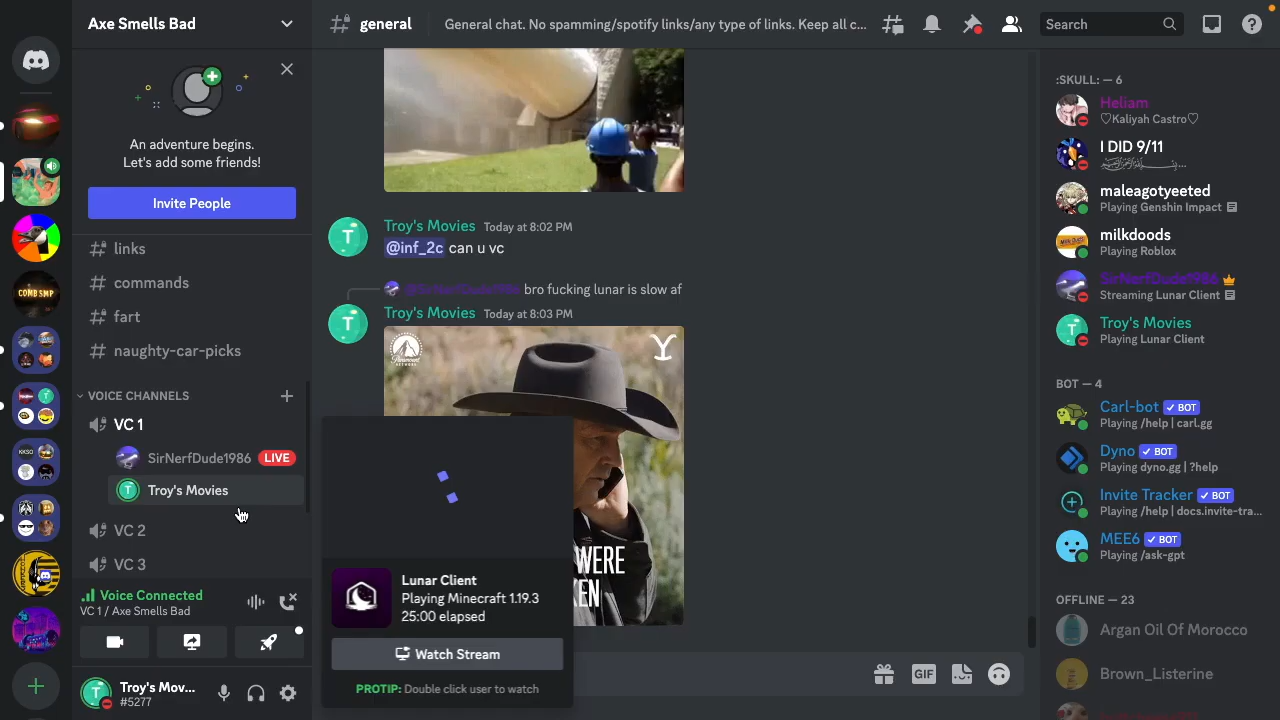 Axe Smells Bad
general
General chat. No spamming/spotify links/any type of links. Keep all c...
Search
An adventure begins.
Let's add some friends!
Invite People
links
commands
fart
naughty-car-picks
VOICE CHANNELS
VC 1
SirNerfDude1986
LIVE
Troy's Movies
VC 2
VC 3
Voice Connected
VC 1 / Axe Smells Bad
Troy's Mov...
#5277
COMB SMP
KKSO
Troy's Movies Today at 8:02 PM
@inf_2c can u vc
@SirNerfDude1986 bro fucking lunar is slow af
Troy's Movies Today at 8:03 PM
WERE
KEN
Lunar Client
Playing Minecraft 1.19.3
25:00 elapsed
Watch Stream
PROTIP: Double click user to watch
GIF
:SKULL: — 6
Heliam
♡Kaliyah Castro♡
I DID 9/11
maleagotyeeted
Playing Genshin Impact
milkdoods
Playing Roblox
SirNerfDude1986
Streaming Lunar Client
Troy's Movies
Playing Lunar Client
BOT — 4
Carl-bot ✓ BOT
Playing /help | carl.gg
Dyno ✓ BOT
Playing dyno.gg | ?help
Invite Tracker ✓ BOT
Playing /help | docs.invite-tra...
MEE6 ✓ BOT
Playing /ask-gpt
OFFLINE — 23
Argan Oil Of Morocco
Brown_Listerine